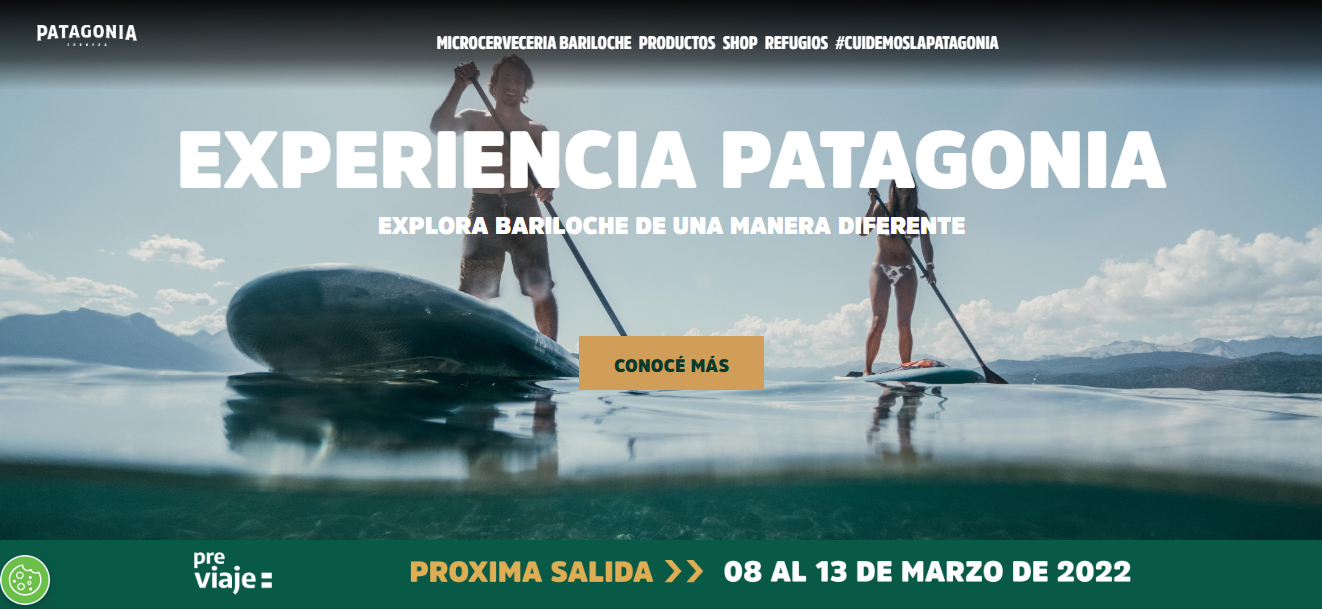 PATAGONIA
CERVEZA
MICROCERVECERIA BARILOCHE PRODUCTOS SHOP REFUGIOS #CUIDEMOSLAPATAGONIA
EXPERIENCIA PATAGONIA
EXPLORA BARILOCHE DE UNA MANERA DIFERENTE
CONOCÉ MÁS
pre
viaje
PROXIMA SALIDA >> 08 AL 13 DE MARZO DE 2022